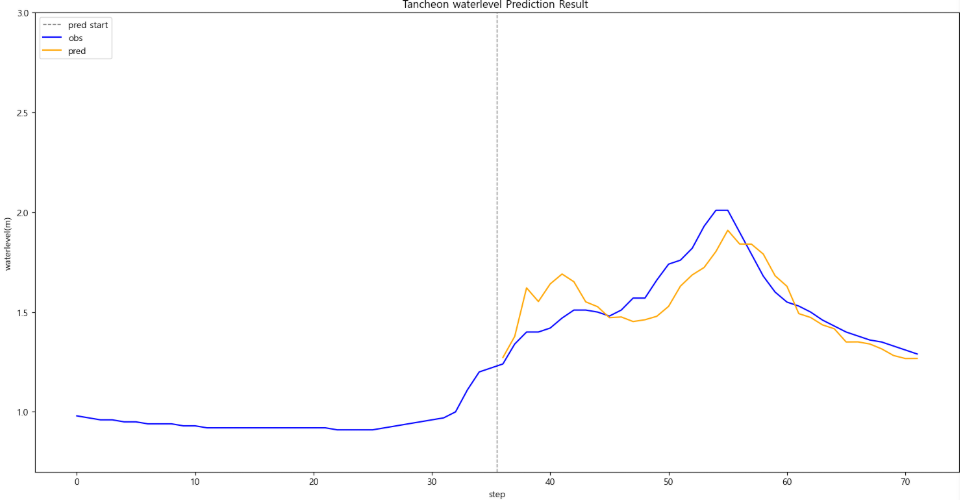 Tancheon waterlevel Prediction Result
pred start
obs
pred
3.0
2.5
2.0
1.5
1.0
waterlevel(m)
0 10 20 30 40 50 60 70
step